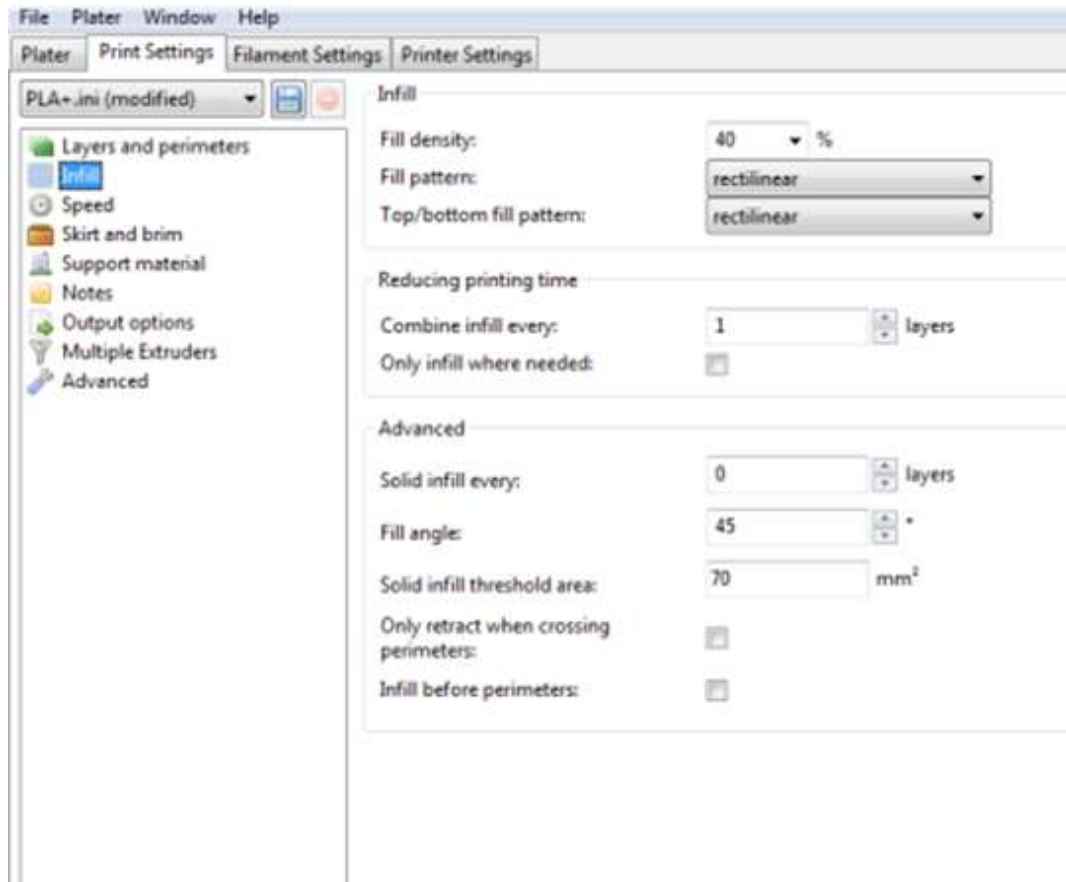 File Plater Window Help
Plater Print Settings Filament Settings Printer Settings
PLA+.ini (modified)
Layers and perimeters
Infill
Speed
Skirt and brim
Support material
Notes
Output options
Multiple Extruders
Advanced
Infill
Fill density: 40 %
Fill pattern: rectilinear
Top/bottom fill pattern: rectilinear
Reducing printing time
Combine infill every: 1 layers
Only infill where needed:
Advanced
Solid infill every: 0 layers
Fill angle: 45 °
Solid infill threshold area: 70 mm²
Only retract when crossing
perimeters:
Infill before perimeters: